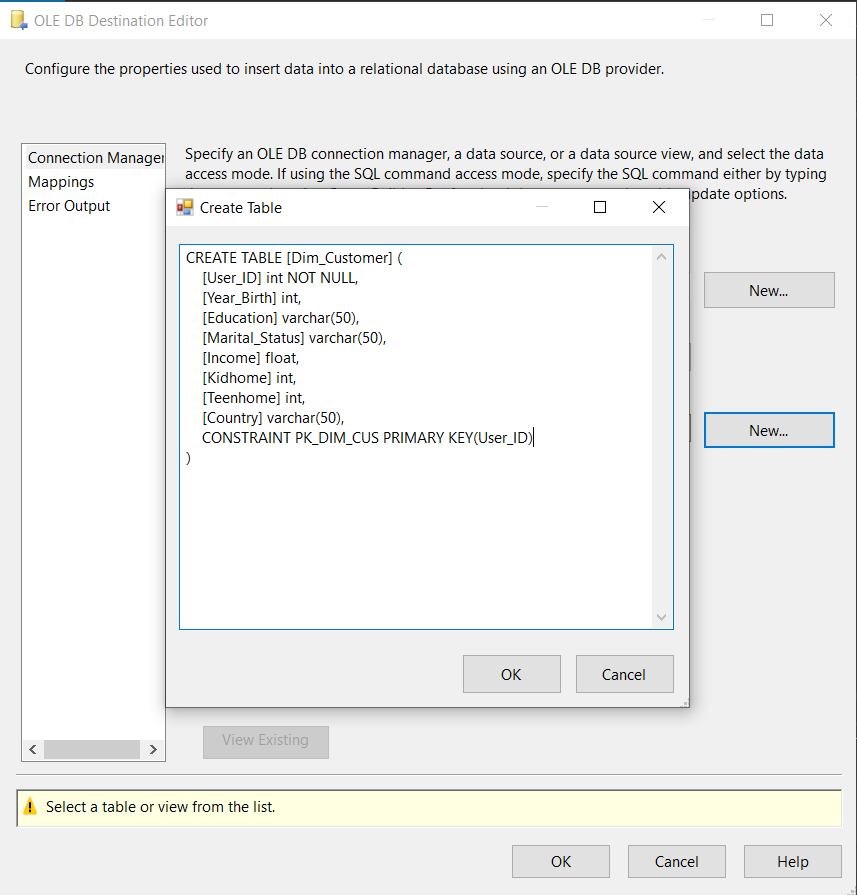 OLE DB Destination Editor
Configure the properties used to insert data into a relational database using an OLE DB provider.
Connection Manager
Mappings
Error Output
Specify an OLE DB connection manager, a data source, or a data source view, and select the data
access mode. If using the SQL command access mode, specify the SQL command either by typing
update options.
Create Table
CREATE TABLE [Dim_Customer] (
[User_ID] int NOT NULL,
[Year_Birth] int,
[Education] varchar(50),
[Marital_Status] varchar(50),
[Income] float,
[Kidhome] int,
[Teenhome] int,
[Country] varchar(50),
CONSTRAINT PK_DIM_CUS PRIMARY KEY(User_ID)
)
New...
New...
OK
Cancel
View Existing
Select a table or view from the list.
OK
Cancel
Help